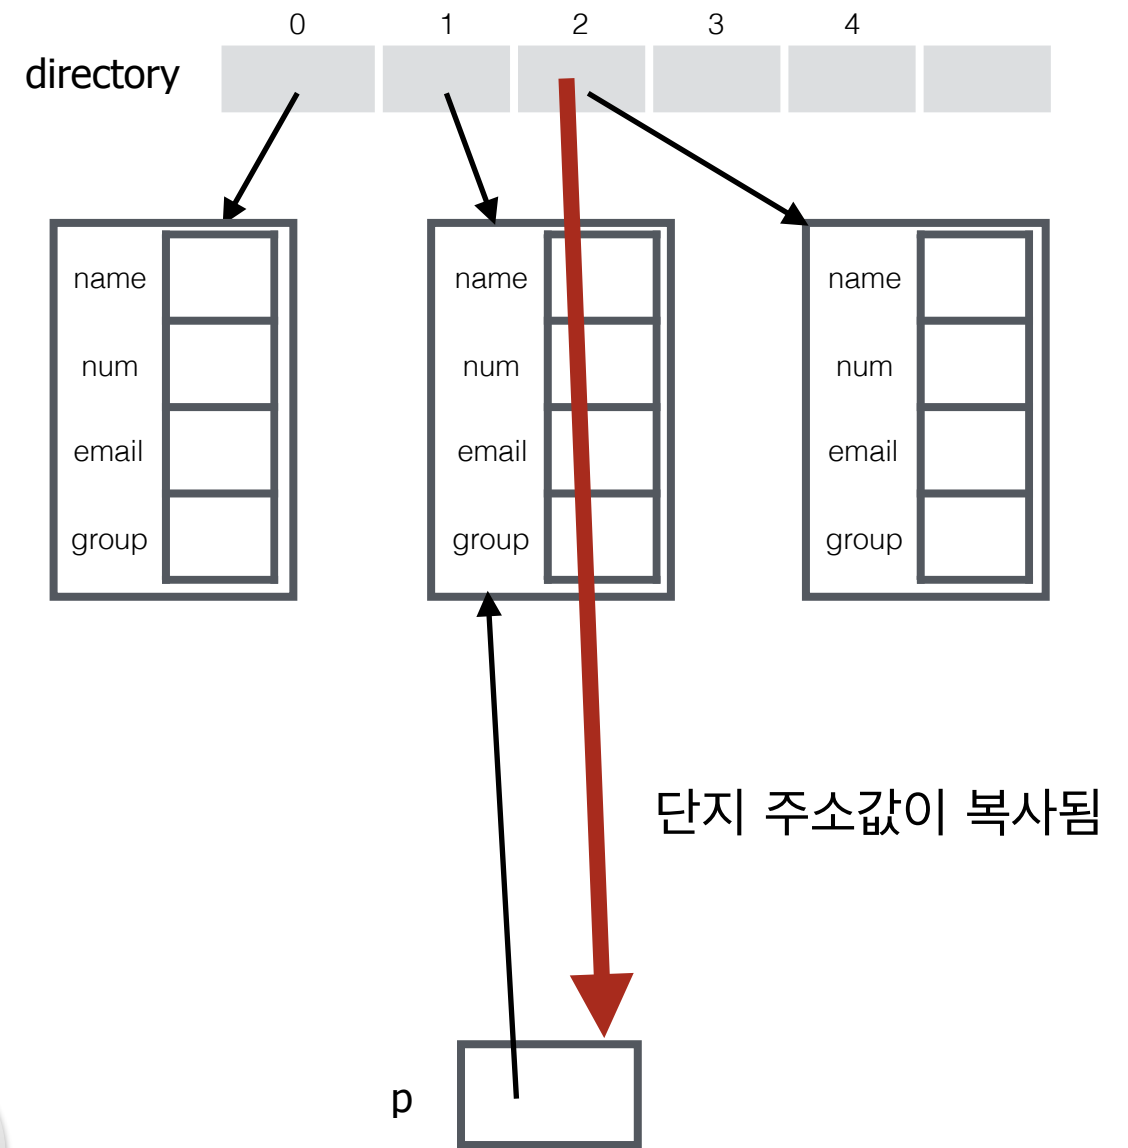 0 1 2 3 4
directory
name name name
num num num
email email email
group group group
단지 주소값이 복사됨
p